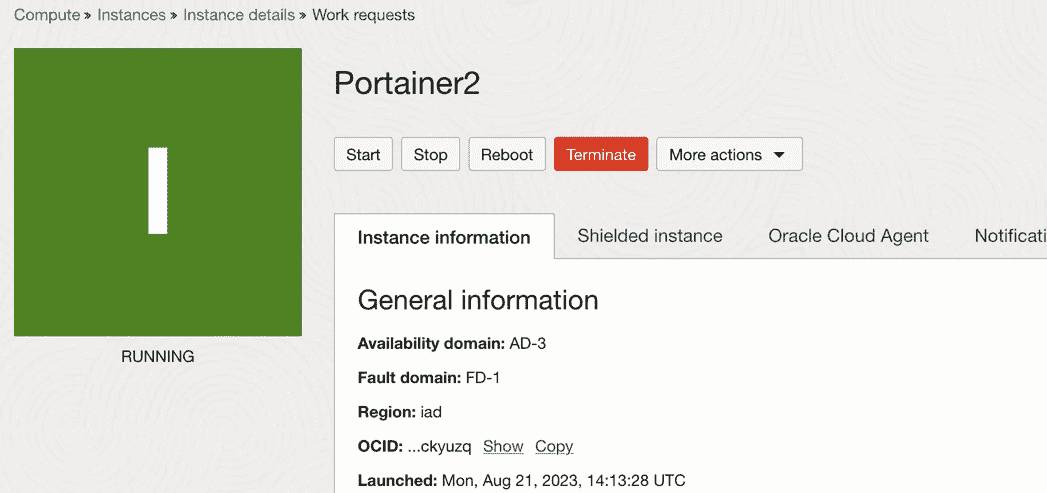 Compute » Instances » Instance details » Work requests
I
RUNNING
Portainer2
Start Stop Reboot Terminate More actions
Instance information Shielded instance Oracle Cloud Agent Notificati
General information
Availability domain: AD-3
Fault domain: FD-1
Region: iad
OCID: ...ckyuzq Show Copy
Launched: Mon, Aug 21, 2023, 14:13:28 UTC